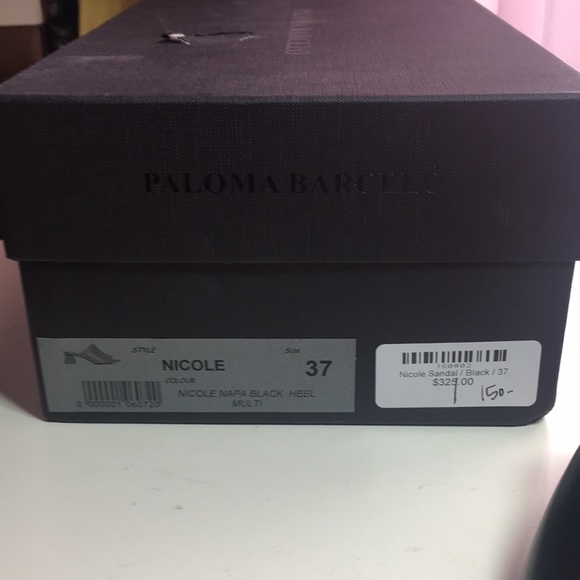 PALOMA BARCELÓ
STYLE
Size
NICOLE
37
COLOUR
NICOLE NAPA BLACK HEEL
MULTI
160802
Nicole Sandal / Black / 37
$325.00
150-